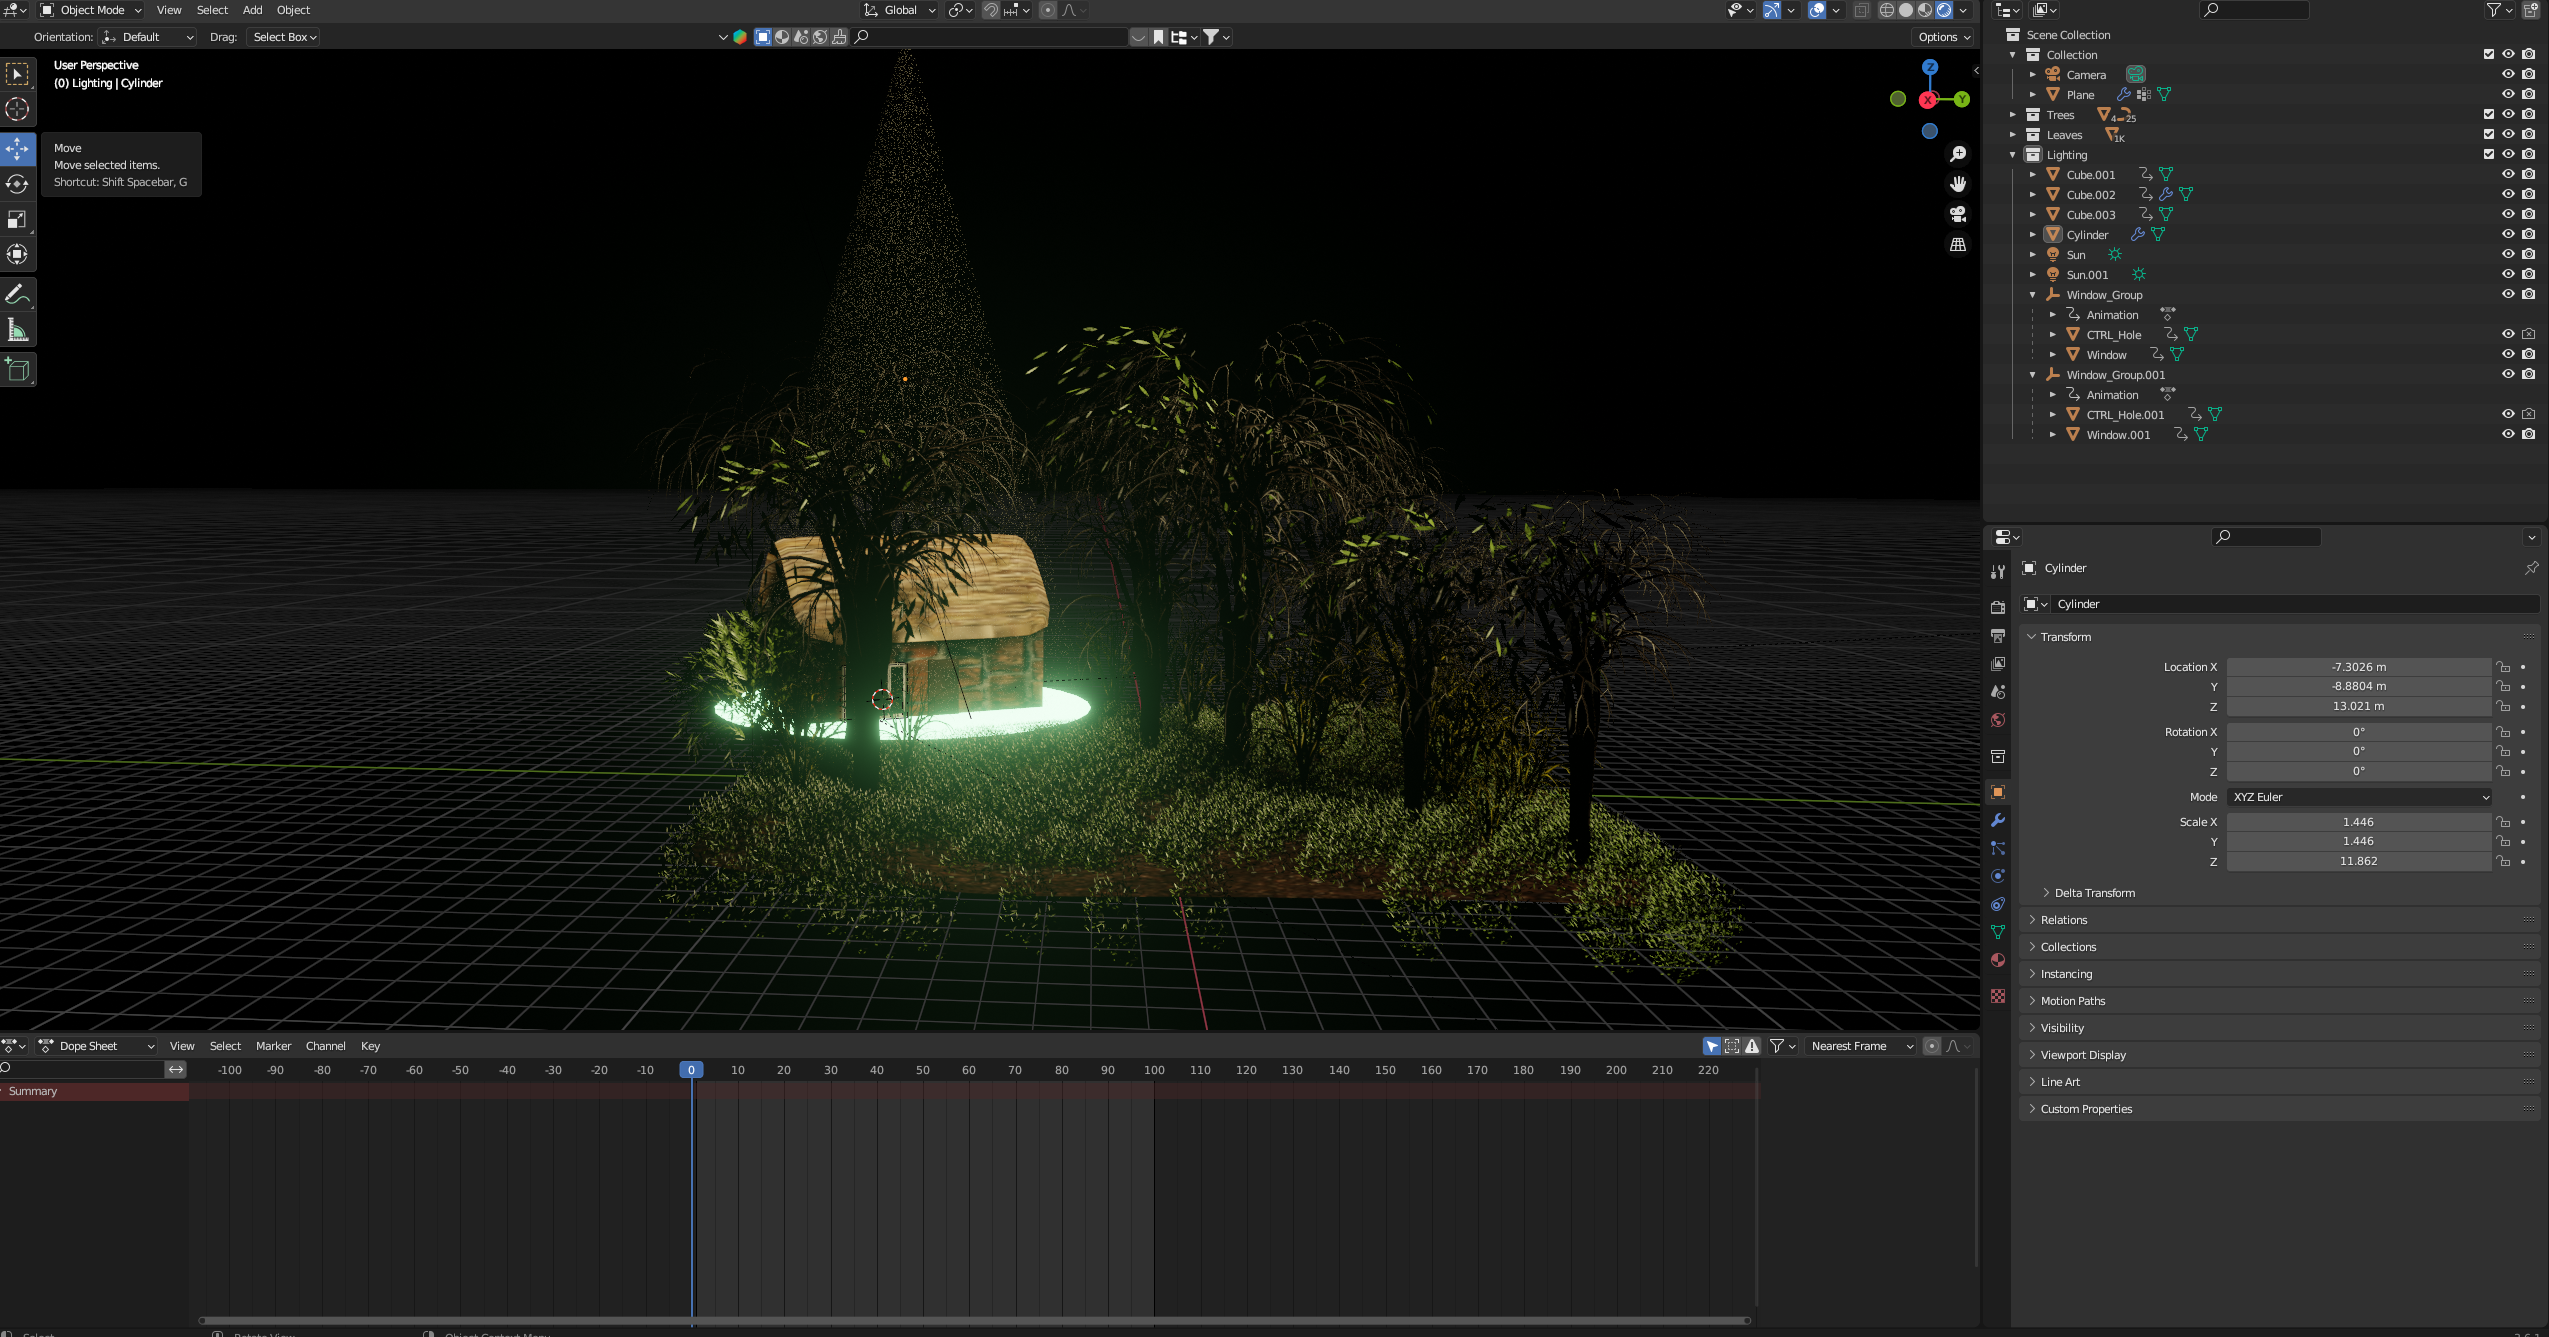 Object Mode View Select Add Object Global
Orientation: Default Drag: Select Box Options
User Perspective
(0) Lighting | Cylinder
Move
Move selected items.
Shortcut: Shift Spacebar, G
Z
X Y
Scene Collection
Collection
Camera
Plane
Trees 4 25
Leaves 1K
Lighting
Cube.001
Cube.002
Cube.003
Cylinder
Sun
Sun.001
Window_Group
Animation
CTRL_Hole
Window
Window_Group.001
Animation
CTRL_Hole.001
Window.001
Cylinder
Cylinder
Transform
Location X -7.3026 m
Y -8.8804 m
Z 13.021 m
Rotation X 0°
Y 0°
Z 0°
Mode XYZ Euler
Scale X 1.446
Y 1.446
Z 11.862
Delta Transform
Relations
Collections
Instancing
Motion Paths
Visibility
Viewport Display
Line Art
Custom Properties
Dope Sheet View Select Marker Channel Key Nearest Frame
-100 -90 -80 -70 -60 -50 -40 -30 -20 -10 0 10 20 30 40 50 60 70 80 90 100 110 120 130 140 150 160 170 180 190 200 210 220
Summary